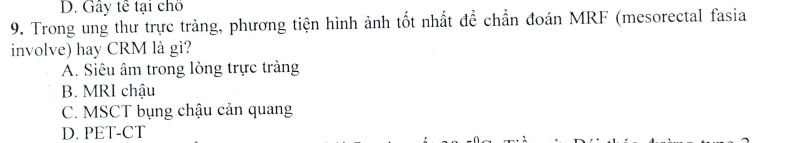 D. Gây tê tại chỗ
9. Trong ung thư trực tràng, phương tiện hình ảnh tốt nhất để chẩn đoán MRF (mesorectal fasia
involve) hay CRM là gì?
A. Siêu âm trong lòng trực tràng
B. MRI chậu
C. MSCT bụng chậu cản quang
D. PET-CT